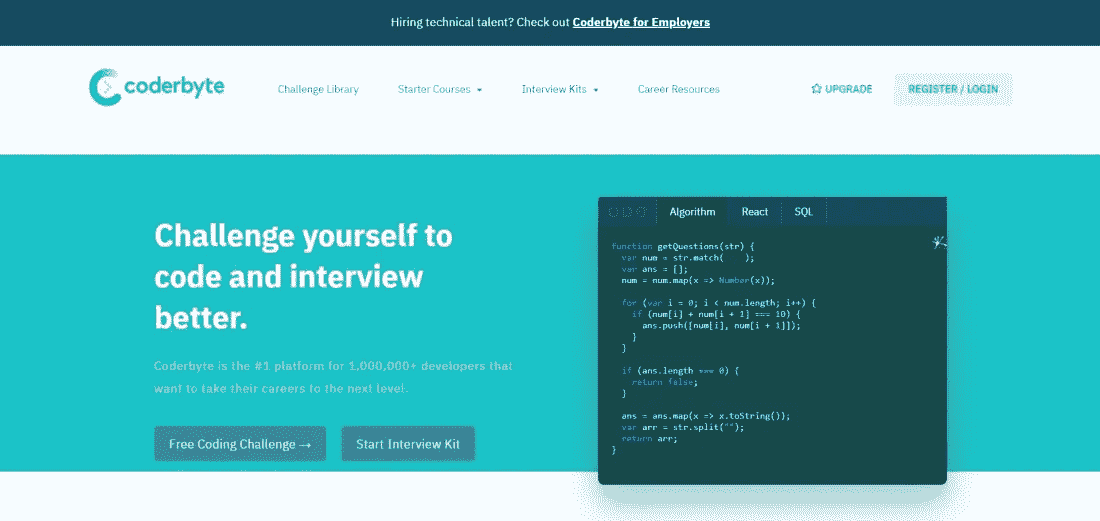 Hiring technical talent? Check out Coderbyte for Employers
coderbyte
Challenge Library
Starter Courses
Interview Kits
Career Resources
UPGRADE
REGISTER / LOGIN
Challenge yourself to
code and interview
better.
Coderbyte is the #1 platform for 1,000,000+ developers that
want to take their careers to the next level.
Free Coding Challenge →
Start Interview Kit
Algorithm
React
SQL
function getQuestions(str) {
var num = str.match( );
var ans = [];
num = num.map(x => Number(x));
for (var i = 0; i < num.length; i++) {
if (num[i] + num[i + 1] === 10) {
ans.push([num[i], num[i + 1]]);
}
}
if (ans.length === 0) {
return false;
}
ans = ans.map(x => x.toString());
var arr = str.split("");
return arr;
}